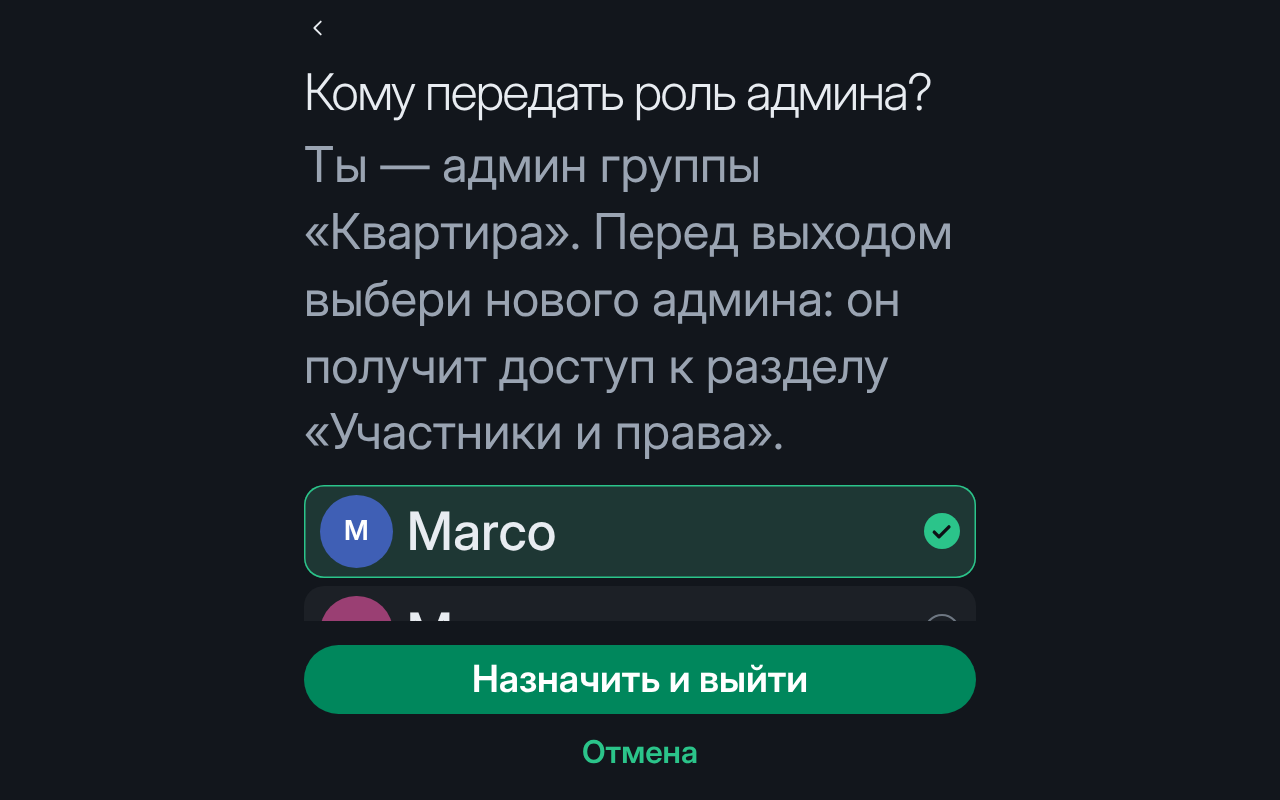 Кому передать роль админа?
Ты — админ группы
«Квартира». Перед выходом
выбери нового админа: он
получит доступ к разделу
«Участники и права».
M Marco
Назначить и выйти
Отмена